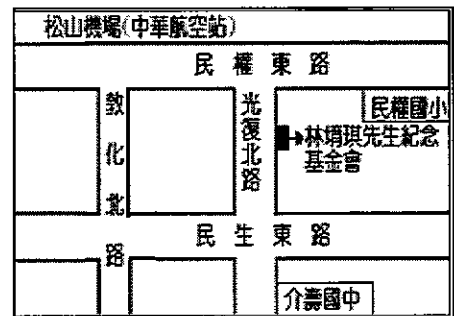 松山機場(中華航空站)
民權東路
敦化北路
光復北路
民權國小
林堉琪先生紀念
基金會
民生東路
介壽國中